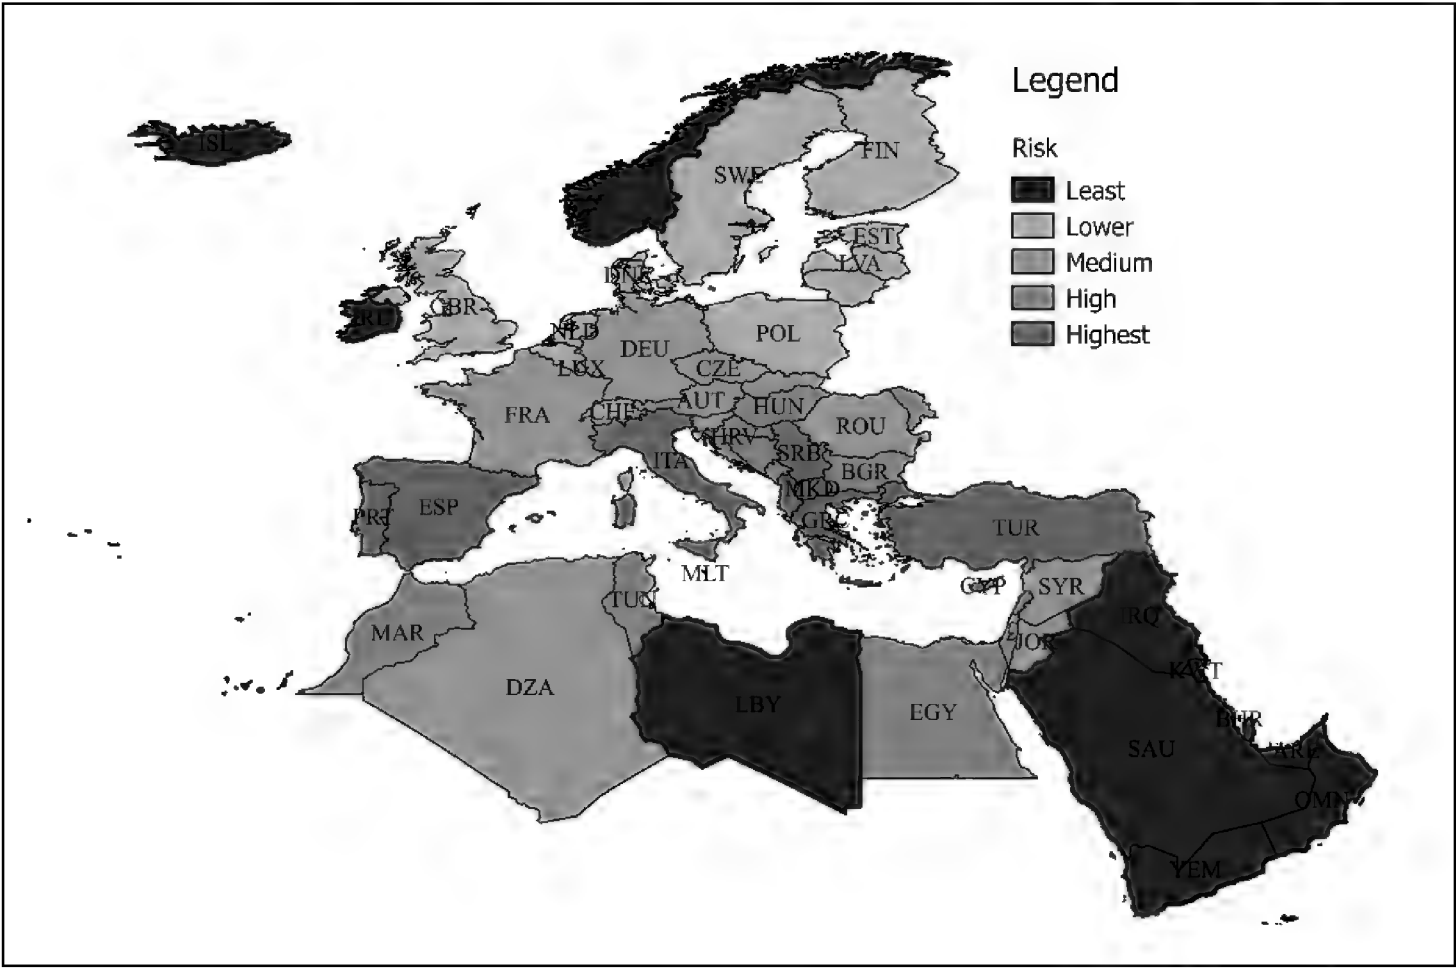 Legend
Risk
Least
Lower
Medium
High
Highest
ISL
SWE
FIN
EST
LVA
DNK
GBR
IRL
NLD
DEU
POL
LUX
CZE
FRA
CHE
AUT
HUN
ROU
HRV
SRB
ITA
BGR
MKD
PRT
ESP
GRC
TUR
MLT
CYP
SYR
TUN
MAR
JOR
IRQ
DZA
LBY
EGY
KWT
BHR
SAU
ARE
OMN
YEM